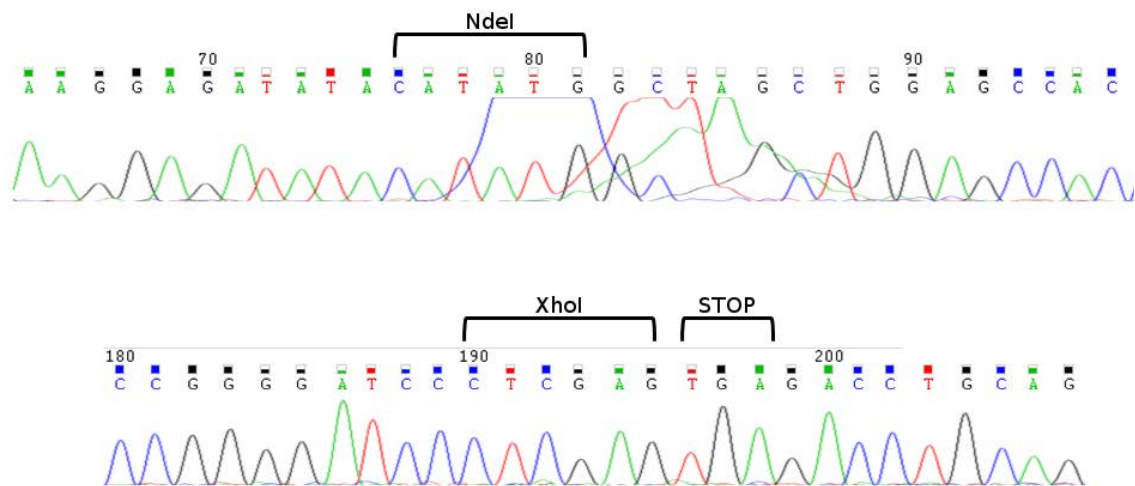 NdeI
70 80 90
A A G G A G A T A T A C A T A T G G C T A G C T G G A G C C A C
XhoI STOP
180 190 200
C C G G G G A T C C C T C G A G T G A G A C C T G C A G